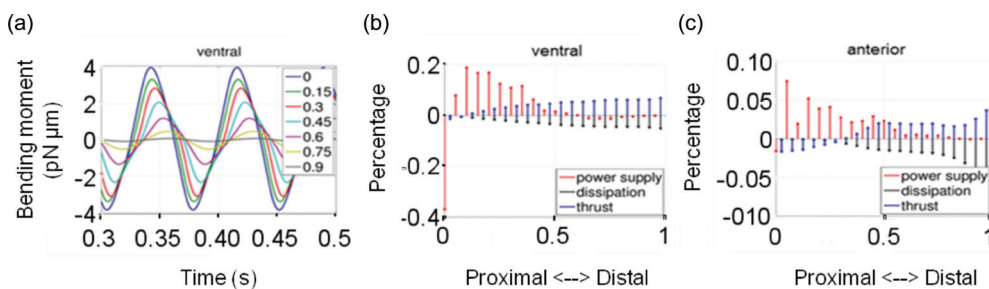 (a)
ventral
Bending moment
(pN µm)
4
2
0
-2
-4
0
0.15
0.3
0.45
0.6
0.75
0.9
0.3
0.35
0.40
0.45
0.5
Time (s)
(b)
ventral
Percentage
0.2
0
-0.2
-0.4
power supply
dissipation
thrust
0
0.5
1
Proximal <--> Distal
(c)
anterior
Percentage
0.10
0.05
0
-0.05
-010
power supply
dissipation
thrust
0
0.5
1
Proximal <--> Distal